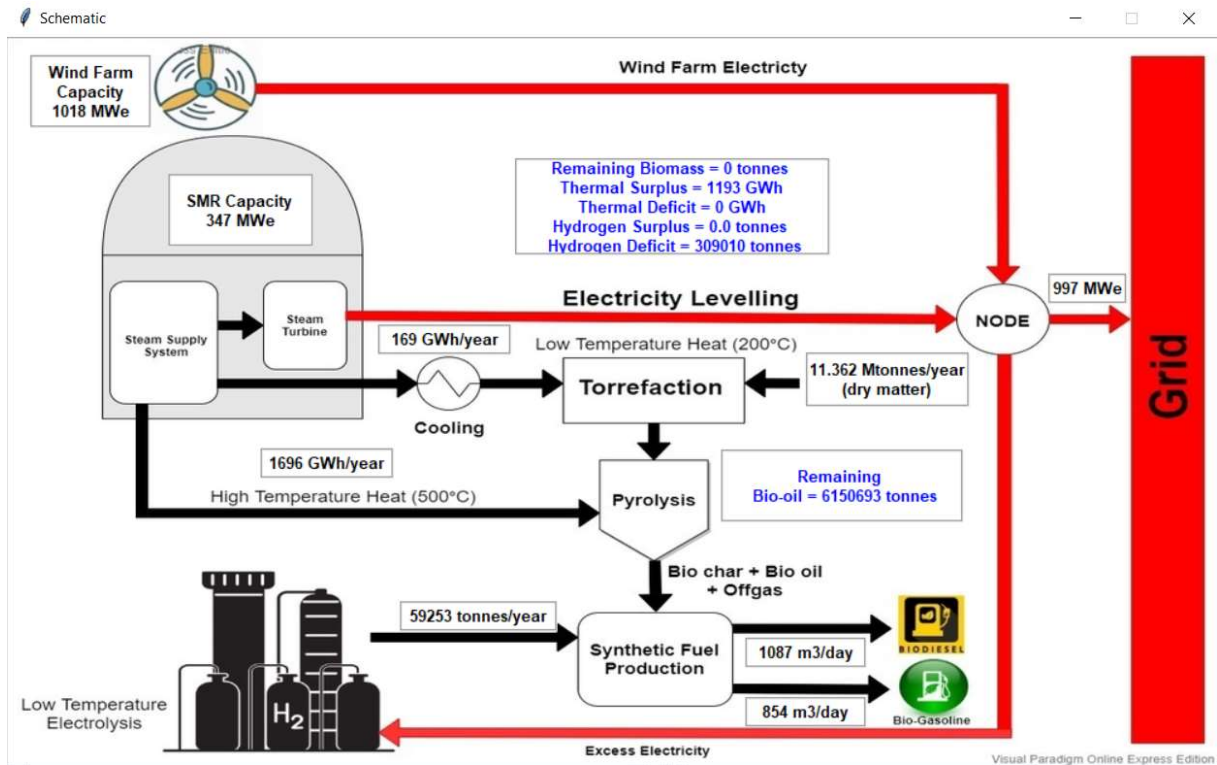 Schematic
Wind Farm
Capacity
1018 MWe
Wind Farm Electricty
SMR Capacity
347 MWe
Remaining Biomass = 0 tonnes
Thermal Surplus = 1193 GWh
Thermal Deficit = 0 GWh
Hydrogen Surplus = 0.0 tonnes
Hydrogen Deficit = 309010 tonnes
Steam Supply
System
Steam
Turbine
Electricity Levelling
NODE
997 MWe
Grid
169 GWh/year
Low Temperature Heat (200°C)
Cooling
Torrefaction
11.362 Mtonnes/year
(dry matter)
1696 GWh/year
High Temperature Heat (500°C)
Pyrolysis
Remaining
Bio-oil = 6150693 tonnes
Bio char + Bio oil
+ Offgas
59253 tonnes/year
Synthetic Fuel
Production
1087 m3/day
BIODIESEL
854 m3/day
Bio-Gasoline
Low Temperature
Electrolysis
H2
Excess Electricity
Visual Paradigm Online Express Edition